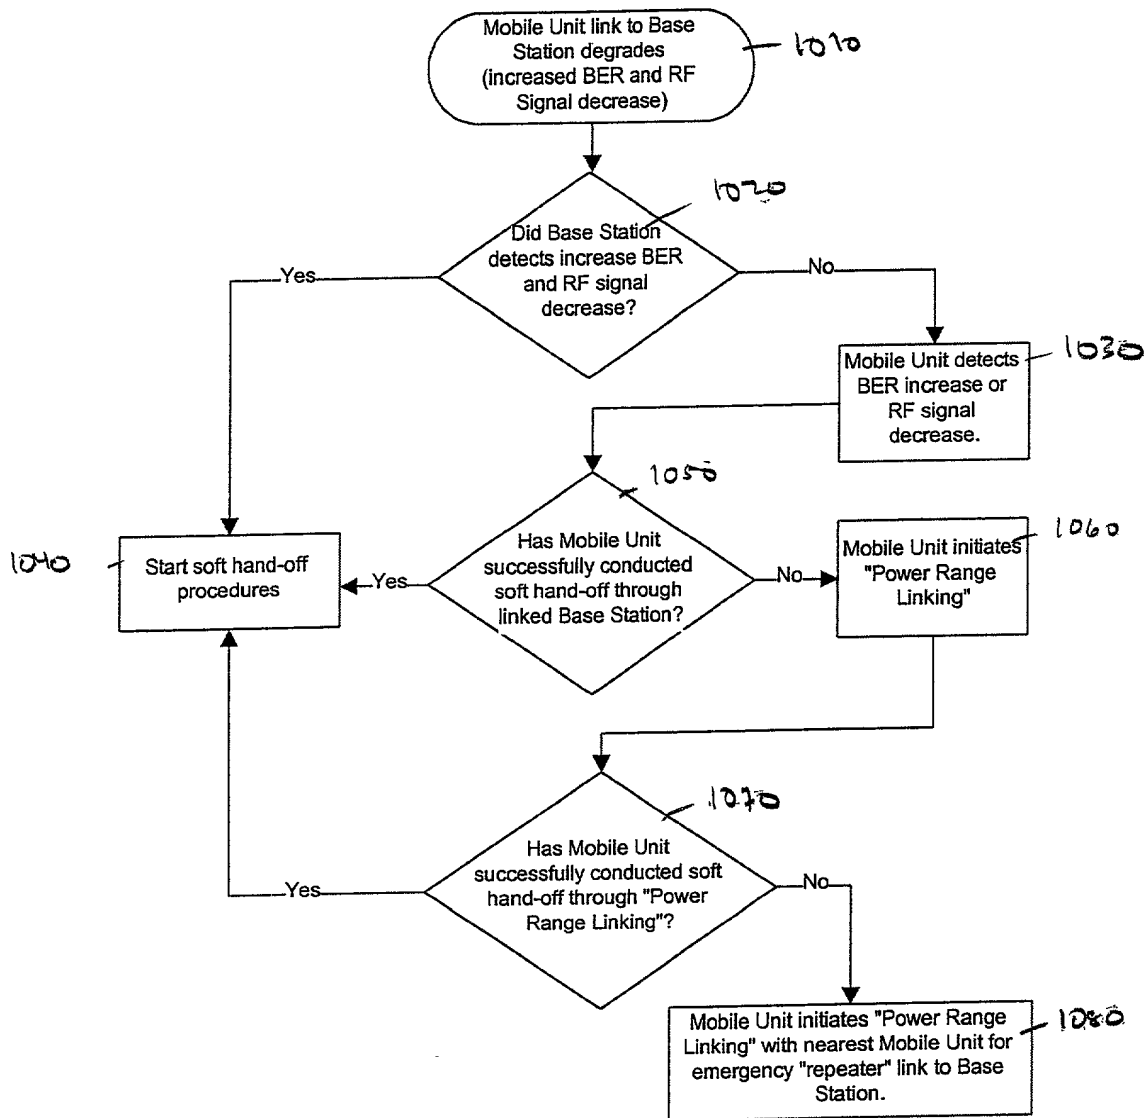 Mobile Unit link to Base
Station degrades
(increased BER and RF
Signal decrease)
1010
1020
Did Base Station
detects increase BER
and RF signal
decrease?
Yes
No
1030
Mobile Unit detects
BER increase or
RF signal
decrease.
1050
1040
Start soft hand-off
procedures
Yes
Has Mobile Unit
successfully conducted
soft hand-off through
linked Base Station?
No
1060
Mobile Unit initiates
"Power Range
Linking"
1070
Has Mobile Unit
successfully conducted soft
hand-off through "Power
Range Linking"?
Yes
No
Mobile Unit initiates "Power Range
Linking" with nearest Mobile Unit for
emergency "repeater" link to Base
Station.
1080